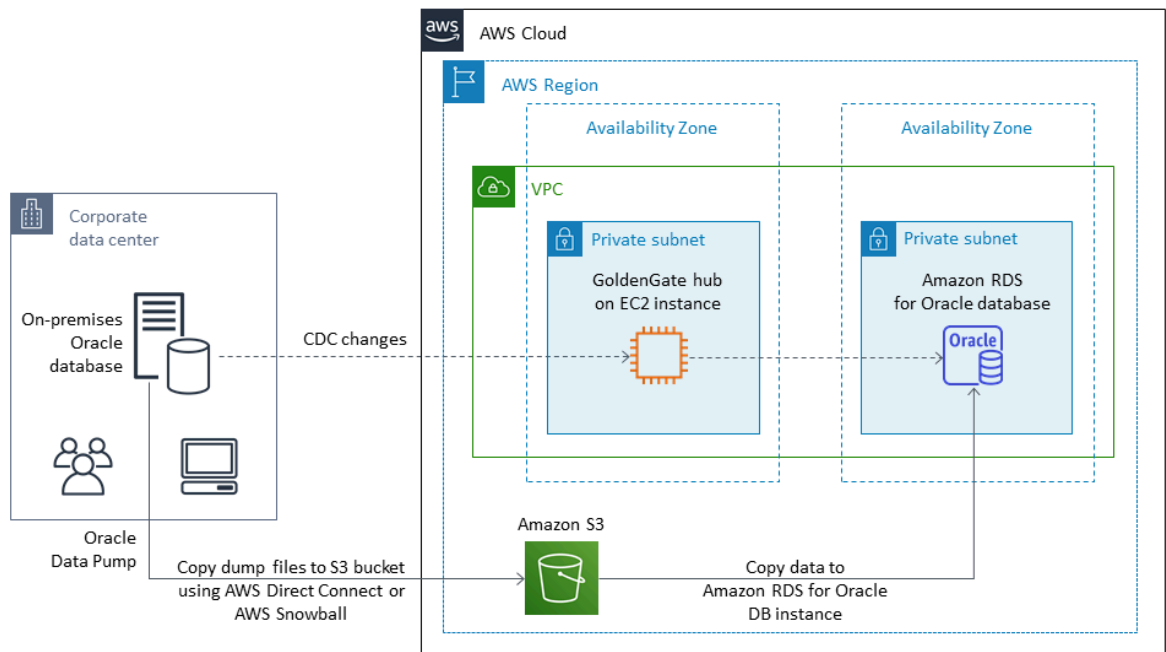 aws
AWS Cloud
AWS Region
Availability Zone
Availability Zone
VPC
Corporate
data center
Private subnet
Private subnet
GoldenGate hub
on EC2 instance
Amazon RDS
for Oracle database
On-premises
Oracle
database
CDC changes
Oracle
Amazon S3
Oracle
Data Pump
Copy dump files to S3 bucket
using AWS Direct Connect or
AWS Snowball
Copy data to
Amazon RDS for Oracle
DB instance